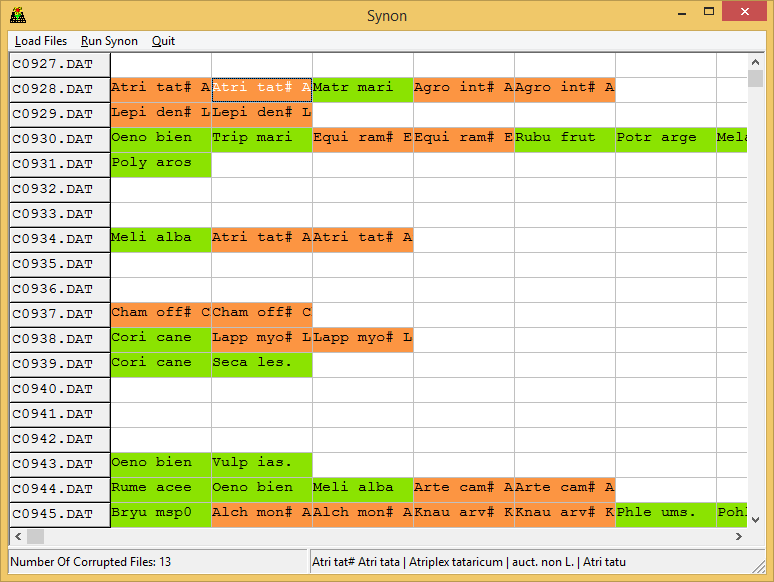 Synon
Load Files Run Synon Quit
C0927.DAT
C0928.DAT Atri tat# A Atri tat# A Matr mari Agro int# A Agro int# A
C0929.DAT Lepi den# L Lepi den# L
C0930.DAT Oeno bien Trip mari Equi ram# E Equi ram# E Rubu frut Potr arge Mela
C0931.DAT Poly aros
C0932.DAT
C0933.DAT
C0934.DAT Meli alba Atri tat# A Atri tat# A
C0935.DAT
C0936.DAT
C0937.DAT Cham off# C Cham off# C
C0938.DAT Cori cane Lapp myo# L Lapp myo# L
C0939.DAT Cori cane Seca les.
C0940.DAT
C0941.DAT
C0942.DAT
C0943.DAT Oeno bien Vulp ias.
C0944.DAT Rume acee Oeno bien Meli alba Arte cam# A Arte cam# A
C0945.DAT Bryu msp0 Alch mon# A Alch mon# A Knau arv# K Knau arv# K Phle ums. Pohl
Number Of Corrupted Files: 13 Atri tat# Atri tata | Atriplex tataricum | auct. non L. | Atri tatu